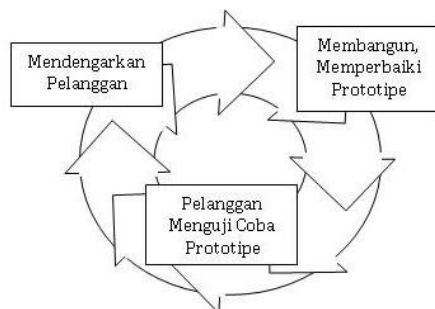 Mendengarkan
Pelanggan
Membangun,
Memperbaiki
Prototipe
Pelanggan
Menguji Coba
Prototipe